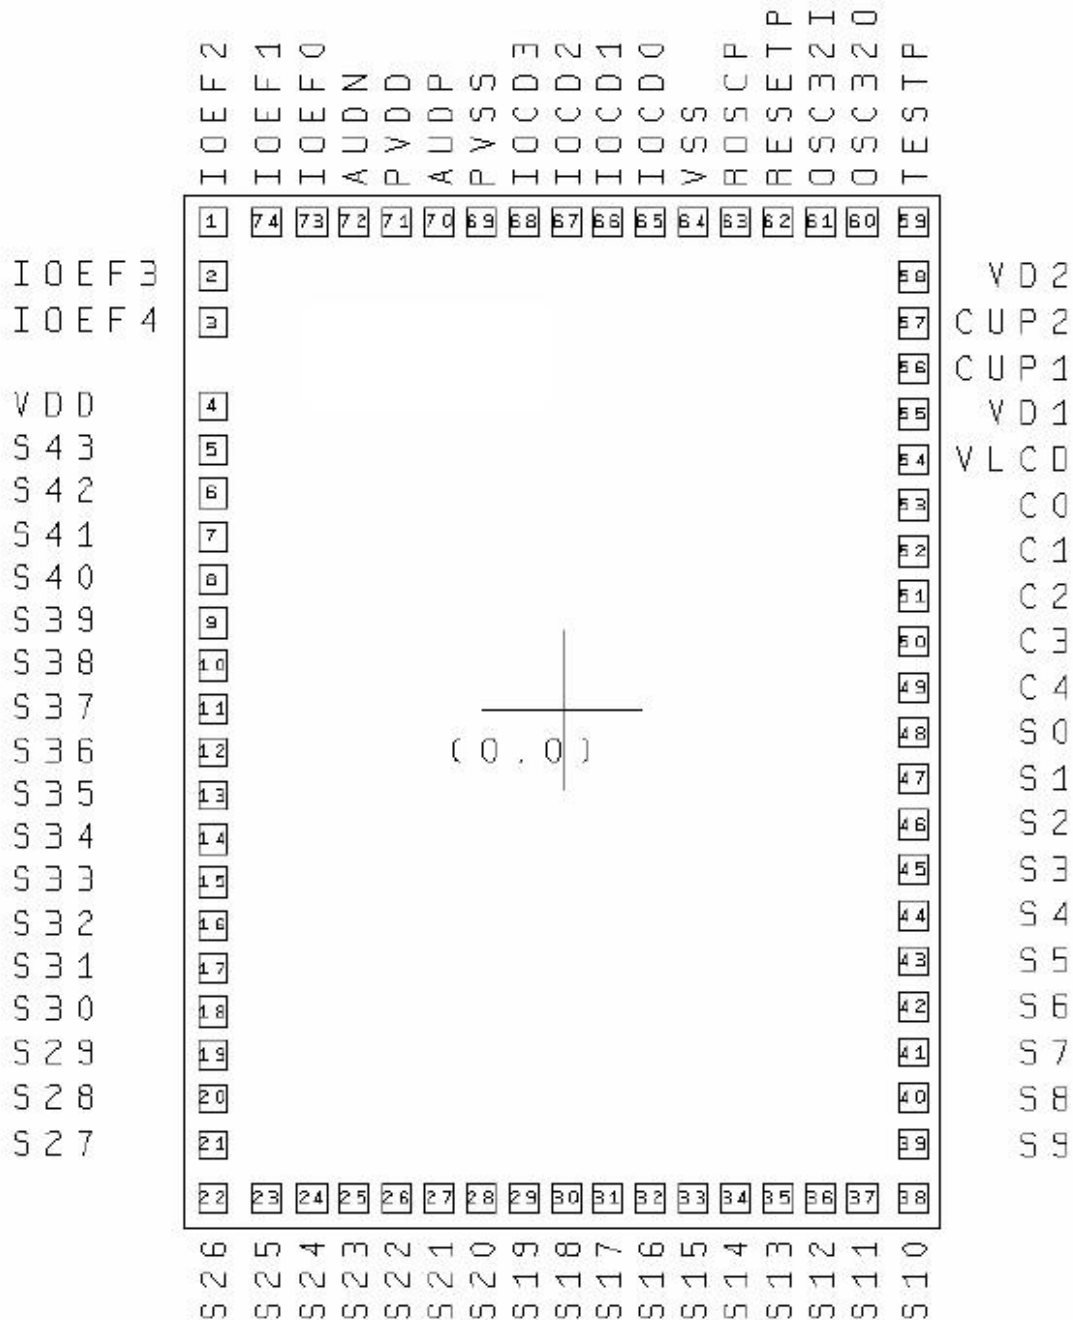 IOEF2
IOEF1
IOEF0
AUDN
PVDD
AUDP
PVSS
IOCD3
IOCD2
IOCD1
IOCD0
VSS
ROSCP
RESETP
OSC32I
OSC32O
TESTP
1 74 73 72 71 70 69 68 67 66 65 64 63 62 61 60 59
IOEF3 2 58 VD2
IOEF4 3 57 CUP2
56 CUP1
VDD 4 55 VD1
S43 5 54 VLCD
S42 6 53 C0
S41 7 52 C1
S40 8 51 C2
S39 9 50 C3
S38 10 49 C4
S37 11 48 S0
(0,0)
S36 12 47 S1
S35 13 46 S2
S34 14 45 S3
S33 15 44 S4
S32 16 43 S5
S31 17 42 S6
S30 18 41 S7
S29 19 40 S8
S28 20 39 S9
S27 21
22 23 24 25 26 27 28 29 30 31 32 33 34 35 36 37 38
S26
S25
S24
S23
S22
S21
S20
S19
S18
S17
S16
S15
S14
S13
S12
S11
S10